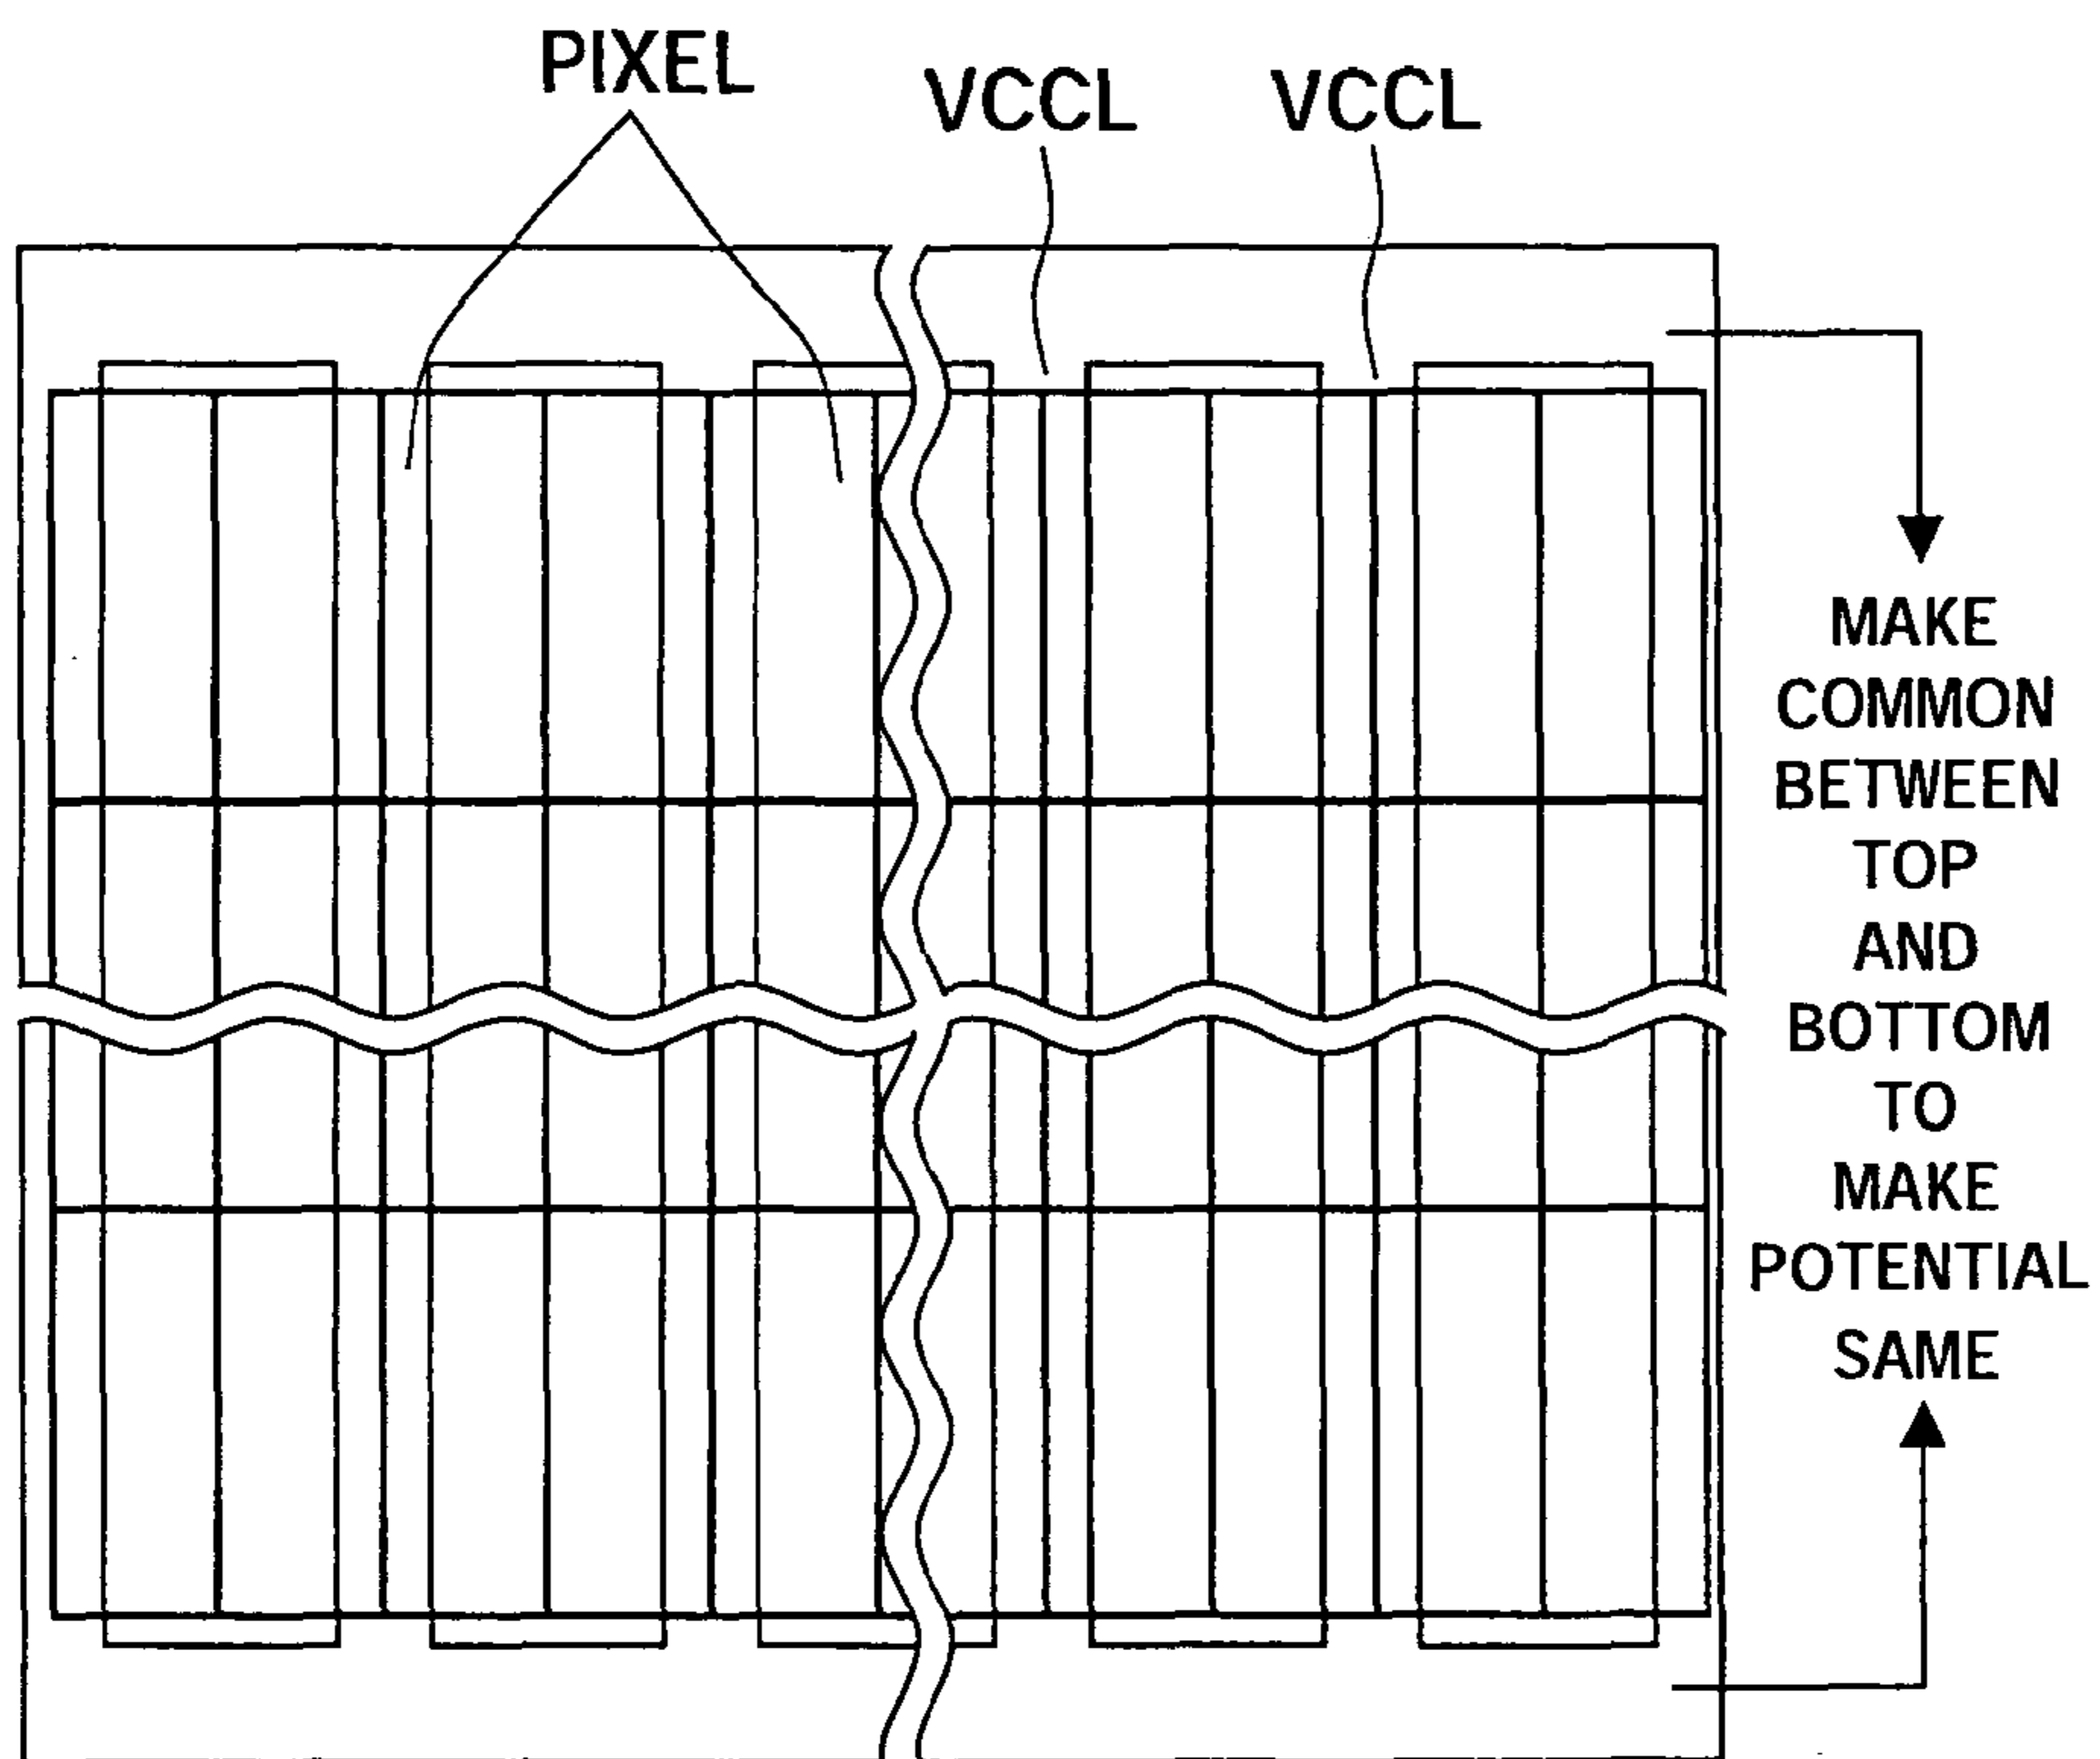 PIXEL
VCCL
VCCL
MAKE
COMMON
BETWEEN
TOP
AND
BOTTOM
TO
MAKE
POTENTIAL
SAME